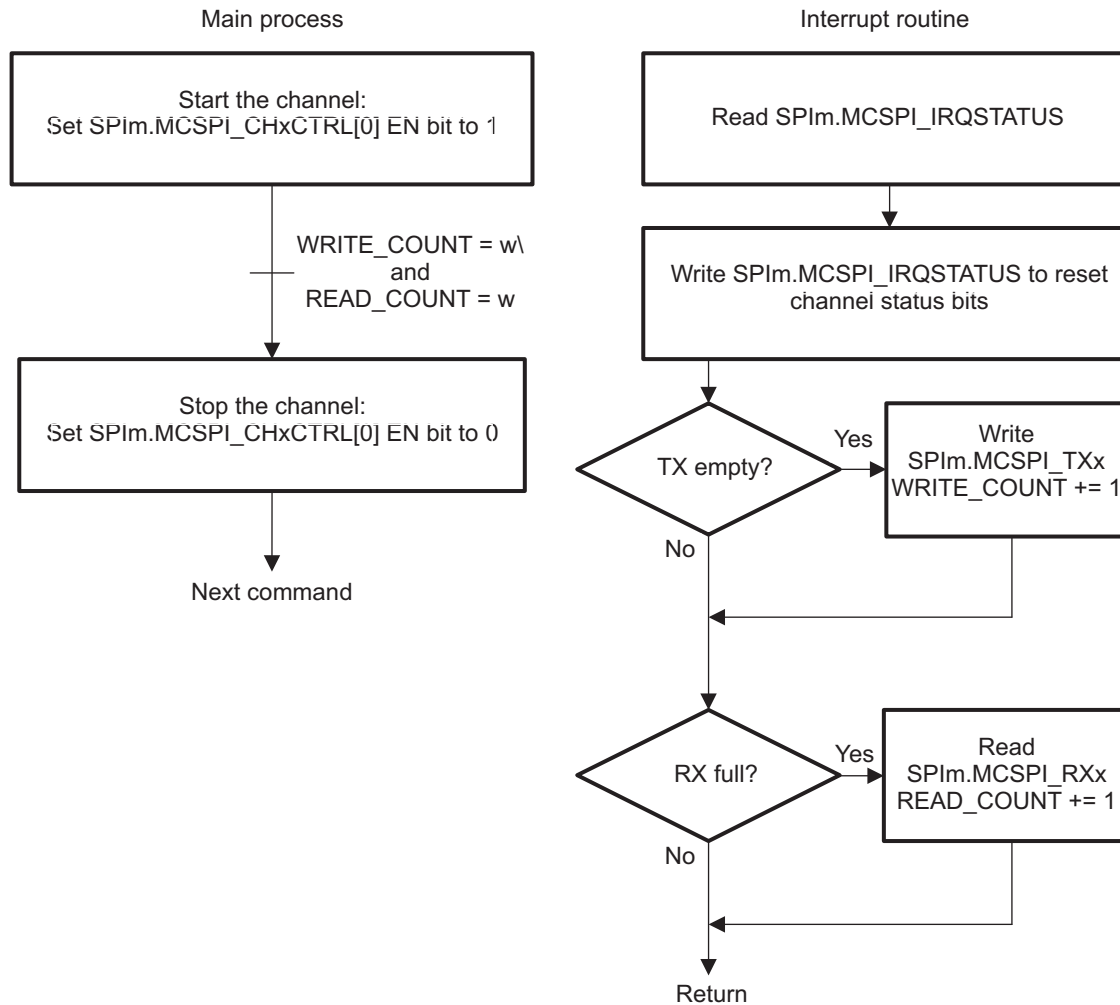 Main process
Start the channel:
Set SPIm.MCSPI_CHxCTRL[0] EN bit to 1
WRITE_COUNT = w\
and
READ_COUNT = w
Stop the channel:
Set SPIm.MCSPI_CHxCTRL[0] EN bit to 0
Next command
Interrupt routine
Read SPIm.MCSPI_IRQSTATUS
Write SPIm.MCSPI_IRQSTATUS to reset
channel status bits
TX empty?
Yes
Write
SPIm.MCSPI_TXx
WRITE_COUNT += 1
No
RX full?
Yes
Read
SPIm.MCSPI_RXx
READ_COUNT += 1
No
Return